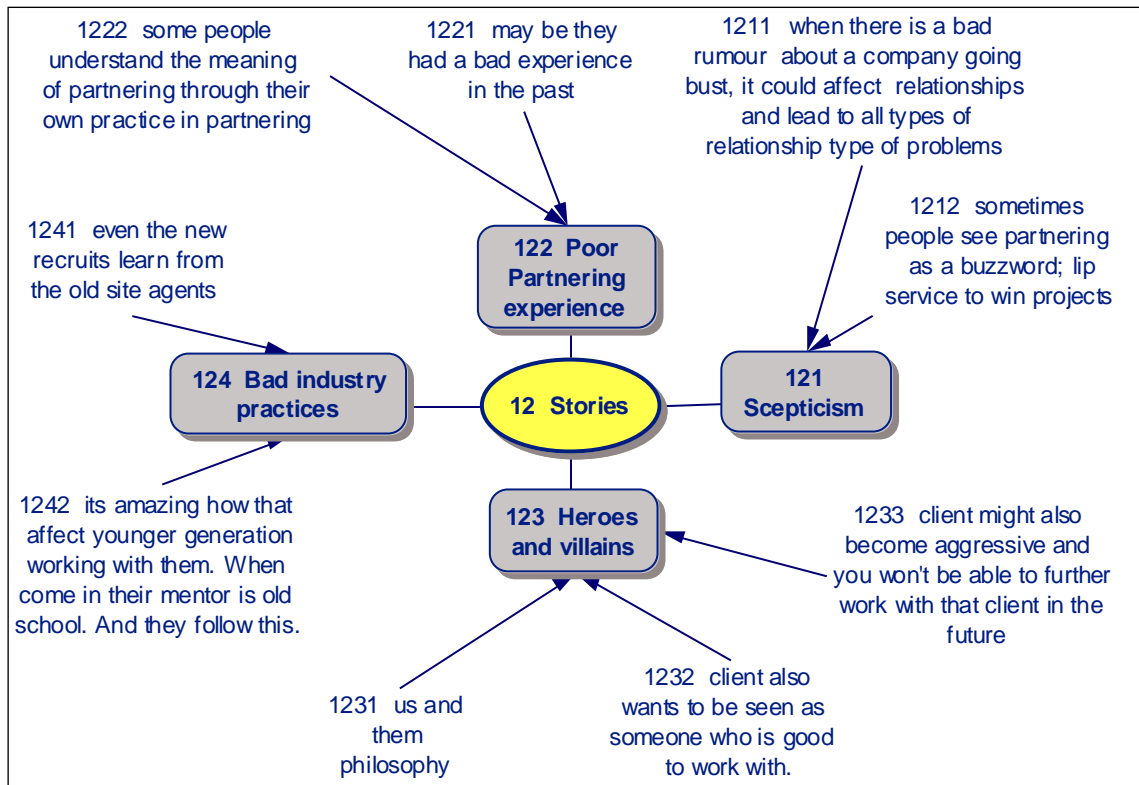 1222 some people
understand the meaning
of partnering through their
own practice in partnering
1221 may be they
had a bad experience
in the past
1211 when there is a bad
rumour about a company going
bust, it could affect relationships
and lead to all types of
relationship type of problems
1241 even the new
recruits learn from
the old site agents
122 Poor
Partnering
experience
1212 sometimes
people see partnering
as a buzzword; lip
service to win projects
124 Bad industry
practices
12 Stories
121
Scepticism
1242 its amazing how that
affect younger generation
working with them. When
come in their mentor is old
school. And they follow this.
123 Heroes
and villains
1233 client might also
become aggressive and
you won't be able to further
work with that client in the
future
1231 us and
them
philosophy
1232 client also
wants to be seen as
someone who is good
to work with.